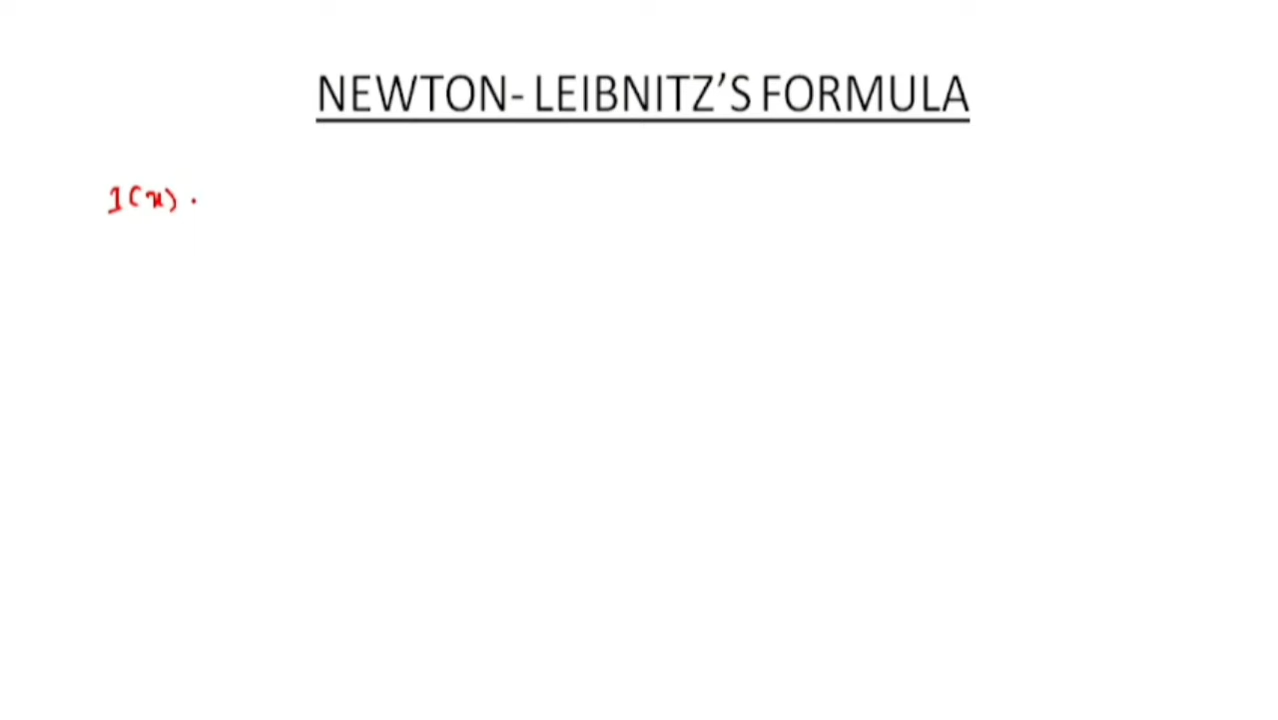 NEWTON- LEIBNITZ'S FORMULA
I(x) .